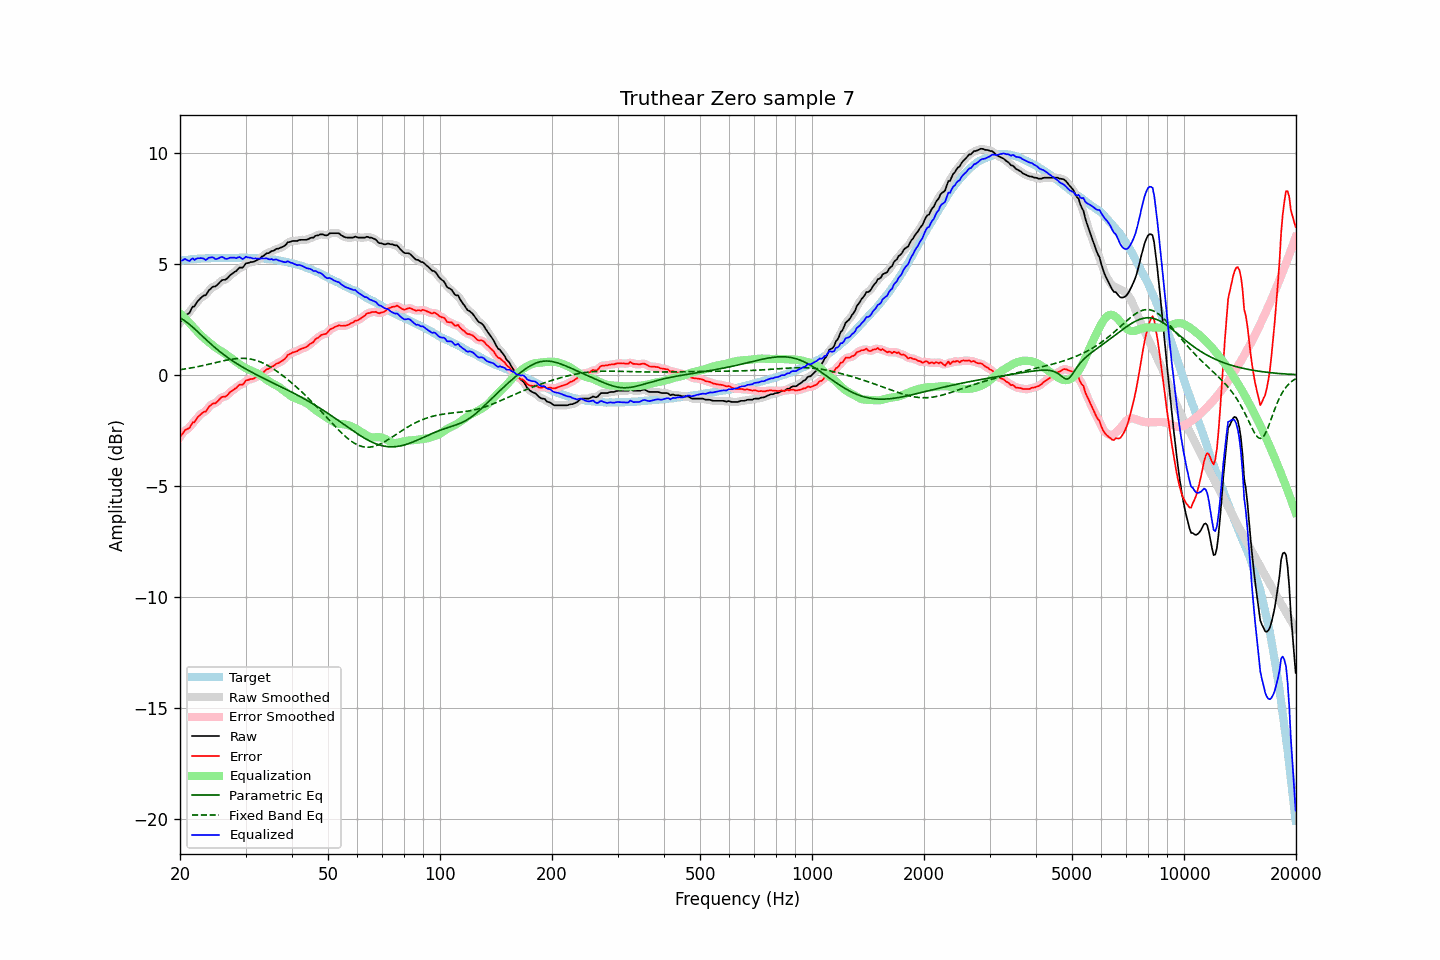 Truthear Zero sample 7
Amplitude (dBr)
10
5
0
−5
−10
−15
−20
Target
Raw Smoothed
Error Smoothed
Raw
Error
Equalization
Parametric Eq
Fixed Band Eq
Equalized
20 50 100 200 500 1000 2000 5000 10000 20000
Frequency (Hz)